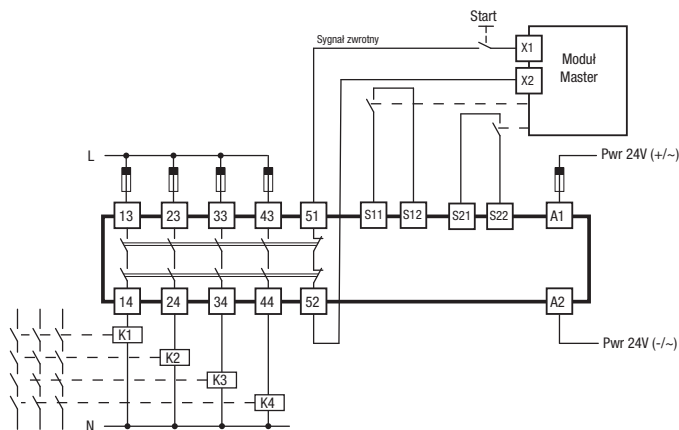 Start
Sygnał zwrotny
X1
Moduł
Master
X2
L
Pwr 24V (+/~)
13 23 33 43 51 S11 S12 S21 S22 A1
14 24 34 44 52 A2
K1
K2
Pwr 24V (-/~)
K3
K4
N